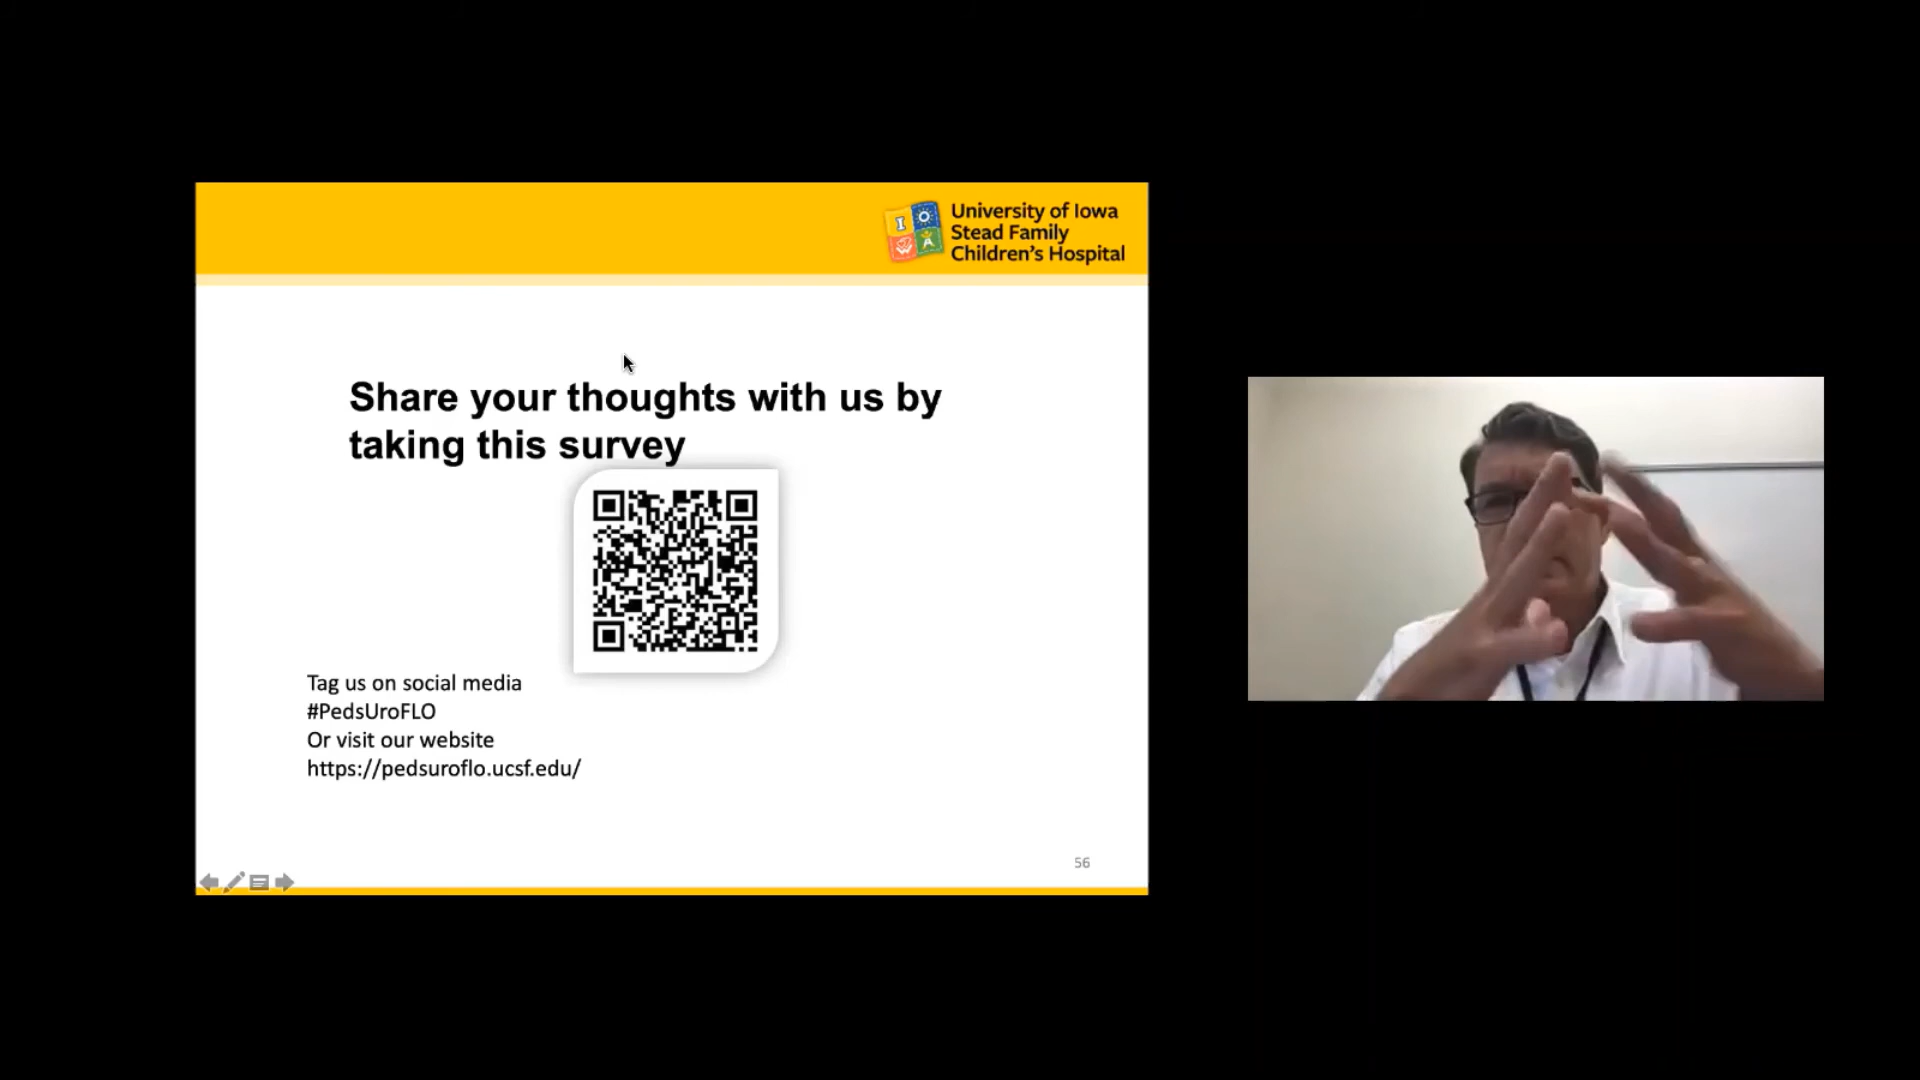 University of Iowa
Stead Family
Children's Hospital
Share your thoughts with us by
taking this survey
Tag us on social media
#PedsUroFLO
Or visit our website
https://pedsuroflo.ucsf.edu/
56